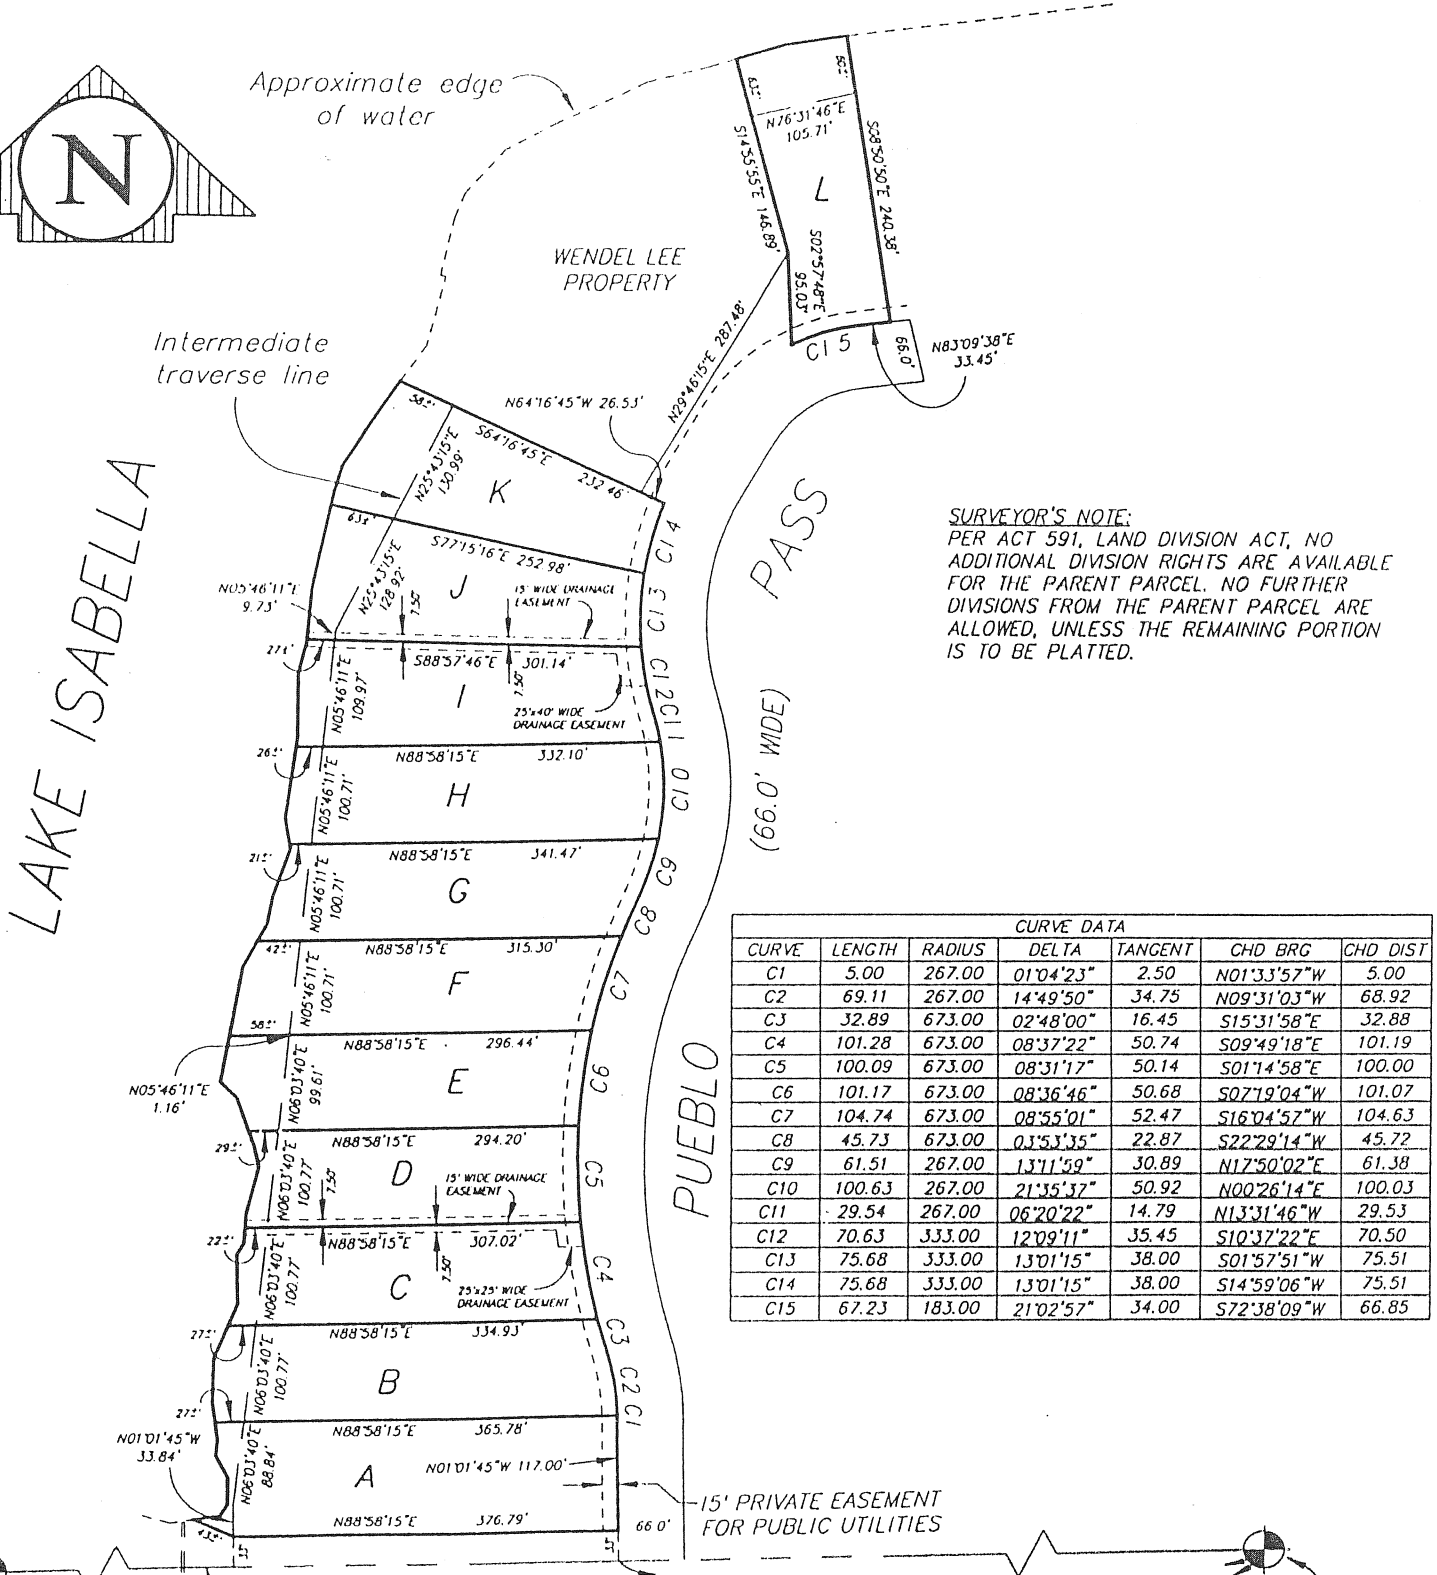 N
Approximate edge
of water
WENDEL LEE
PROPERTY
63±'
60±'
N76°31'46"E
105.71'
S14°55'55"E 146.89'
S08°50'50"E 240.38'
L
S02°57'48"E
95.03'
C15
66.0'
N83°09'38"E
33.45'
N29°46'15"E 287.48'
Intermediate
traverse line
N64°16'45"W 26.53'
58±'
S64°16'45"E 232.46'
N25°43'15"E
130.99'
K
C14
63±'
S77°15'16"E 252.98'
N25°43'15"E
128.92'
J
7.50'
15' WIDE DRAINAGE
EASEMENT
C13
N05°46'11"E
9.73'
27±'
S88°57'46"E 301.14'
7.50'
N05°46'11"E
109.97'
I
25'x40' WIDE
DRAINAGE EASEMENT
C12
C11
26±'
N88°58'15"E 332.10'
N05°46'11"E
100.71'
H
C10
21±'
N88°58'15"E 341.47'
N05°46'11"E
100.71'
G
C9
C8
42±'
N88°58'15"E 315.30'
N05°46'11"E
100.71'
F
C7
58±'
N88°58'15"E 296.44'
N05°46'11"E
1.16'
N06°03'40"E
99.61'
E
C6
29±'
N88°58'15"E 294.20'
N06°03'40"E
100.77'
D
7.50'
15' WIDE DRAINAGE
EASEMENT
C5
22±'
N88°58'15"E 307.02'
7.50'
N06°03'40"E
100.77'
C
25'x25' WIDE
DRAINAGE EASEMENT
C4
27±'
N88°58'15"E 334.93'
N06°03'40"E
100.77'
B
C3
C2
C1
27±'
N88°58'15"E 365.78'
N01°01'45"W
33.84'
N06°03'40"E
88.84'
A
N01°01'45"W 117.00'
43±'
N88°58'15"E 376.79'
66.0'
15' PRIVATE EASEMENT
FOR PUBLIC UTILITIES
LAKE ISABELLA
PUEBLO
(66.0' WIDE)
PASS
SURVEYOR'S NOTE:
PER ACT 591, LAND DIVISION ACT, NO
ADDITIONAL DIVISION RIGHTS ARE AVAILABLE
FOR THE PARENT PARCEL. NO FURTHER
DIVISIONS FROM THE PARENT PARCEL ARE
ALLOWED, UNLESS THE REMAINING PORTION
IS TO BE PLATTED.
CURVE DATA
CURVE LENGTH RADIUS DELTA TANGENT CHD BRG CHD DIST
C1 5.00 267.00 01°04'23" 2.50 N01°33'57"W 5.00
C2 69.11 267.00 14°49'50" 34.75 N09°31'03"W 68.92
C3 32.89 673.00 02°48'00" 16.45 S15°31'58"E 32.88
C4 101.28 673.00 08°37'22" 50.74 S09°49'18"E 101.19
C5 100.09 673.00 08°31'17" 50.14 S01°14'58"E 100.00
C6 101.17 673.00 08°36'46" 50.68 S07°19'04"W 101.07
C7 104.74 673.00 08°55'01" 52.47 S16°04'57"W 104.63
C8 45.73 673.00 03°53'35" 22.87 S22°29'14"W 45.72
C9 61.51 267.00 13°11'59" 30.89 N17°50'02"E 61.38
C10 100.63 267.00 21°35'37" 50.92 N00°26'14"E 100.03
C11 29.54 267.00 06°20'22" 14.79 N13°31'46"W 29.53
C12 70.63 333.00 12°09'11" 35.45 S10°37'22"E 70.50
C13 75.68 333.00 13°01'15" 38.00 S01°57'51"W 75.51
C14 75.68 333.00 13°01'15" 38.00 S14°59'06"W 75.51
C15 67.23 183.00 21°02'57" 34.00 S72°38'09"W 66.85